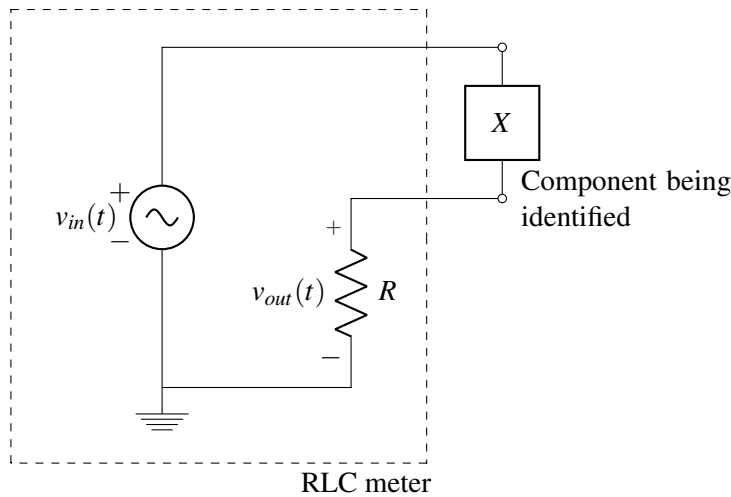 X
Component being
identified
+
v_in(t)
−
+
v_out(t)
R
−
RLC meter